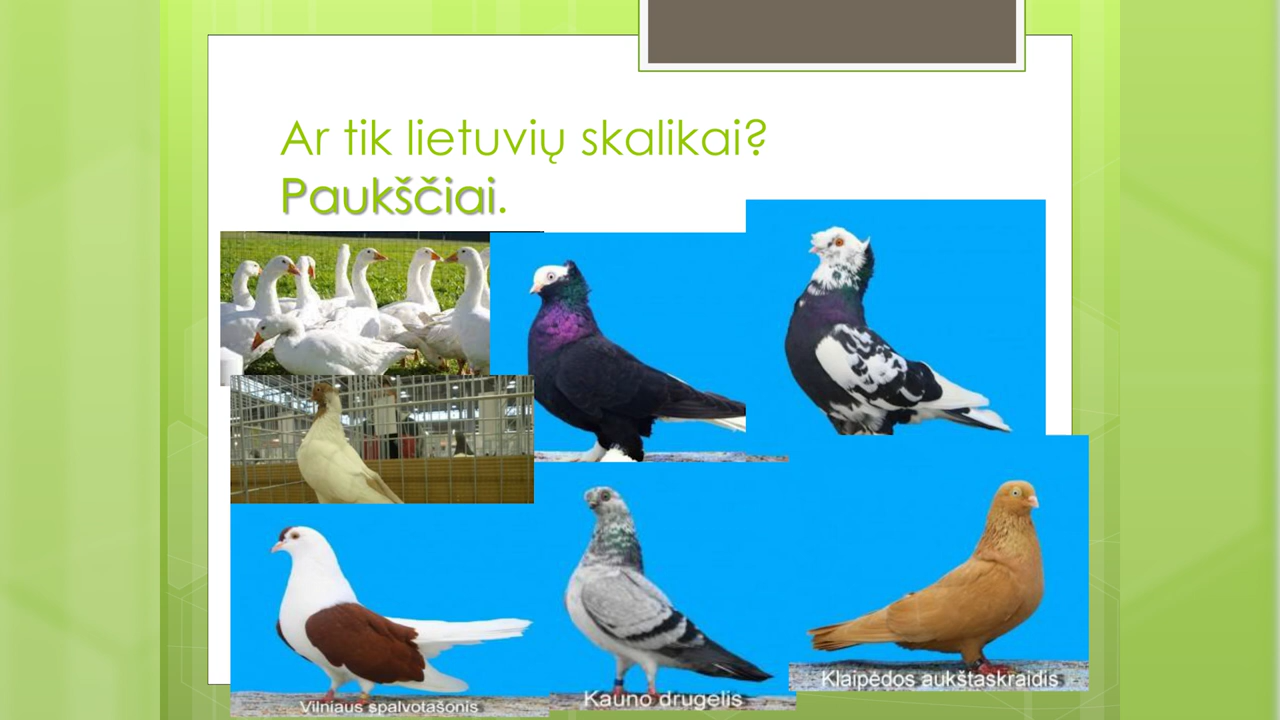 Ar tik lietuvių skalikai?
Paukščiai.
Vilniaus spalvotašonis
Kauno drugelis
Klaipėdos aukštaskraidis